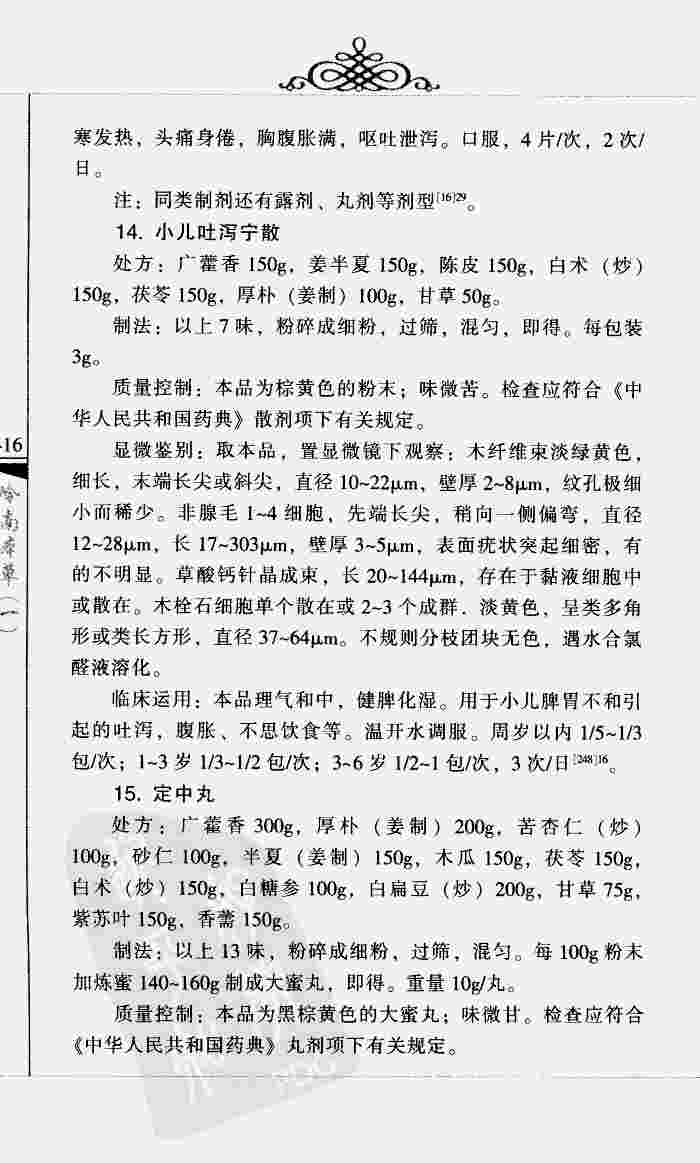 寒发热，头痛身倦，胸腹胀满，呕吐泄泻。口服，4片/次，2次/
日。
注：同类制剂还有露剂、丸剂等剂型[16]29。
14. 小儿吐泻宁散
处方：广藿香 150g，姜半夏 150g，陈皮 150g，白术（炒）
150g，茯苓 150g，厚朴（姜制）100g，甘草 50g。
制法：以上 7 味，粉碎成细粉，过筛，混匀，即得。每包装
3g。
质量控制：本品为棕黄色的粉末；味微苦。检查应符合《中
华人民共和国药典》散剂项下有关规定。
·16
显微鉴别：取本品，置显微镜下观察：木纤维束淡绿黄色，
细长，末端长尖或斜尖，直径 10~22μm，壁厚 2~8μm，纹孔极细
小而稀少。非腺毛 1~4 细胞，先端长尖，稍向一侧偏弯，直径
12~28μm，长 17~303μm，壁厚 3~5μm，表面疣状突起细密，有
的不明显。草酸钙针晶成束，长 20~144μm，存在于黏液细胞中
或散在。木栓石细胞单个散在或 2~3 个成群．淡黄色，呈类多角
形或类长方形，直径 37~64μm。不规则分枝团块无色，遇水合氯
醛液溶化。
岭南本草（一）
临床运用：本品理气和中，健脾化湿。用于小儿脾胃不和引
起的吐泻，腹胀、不思饮食等。温开水调服。周岁以内 1/5~1/3
包/次；1~3 岁 1/3~1/2 包/次；3~6 岁 1/2~1 包/次，3 次/日[248]16。
15. 定中丸
处方：广藿香 300g，厚朴（姜制）200g，苦杏仁（炒）
100g，砂仁 100g，半夏（姜制）150g，木瓜 150g，茯苓 150g，
白术（炒）150g，白糖参 100g，白扁豆（炒）200g，甘草 75g，
紫苏叶 150g，香薷 150g。
制法：以上 13 味，粉碎成细粉，过筛，混匀。每 100g 粉末
加炼蜜 140~160g 制成大蜜丸，即得。重量 10g/丸。
质量控制：本品为黑棕黄色的大蜜丸；味微甘。检查应符合
《中华人民共和国药典》丸剂项下有关规定。